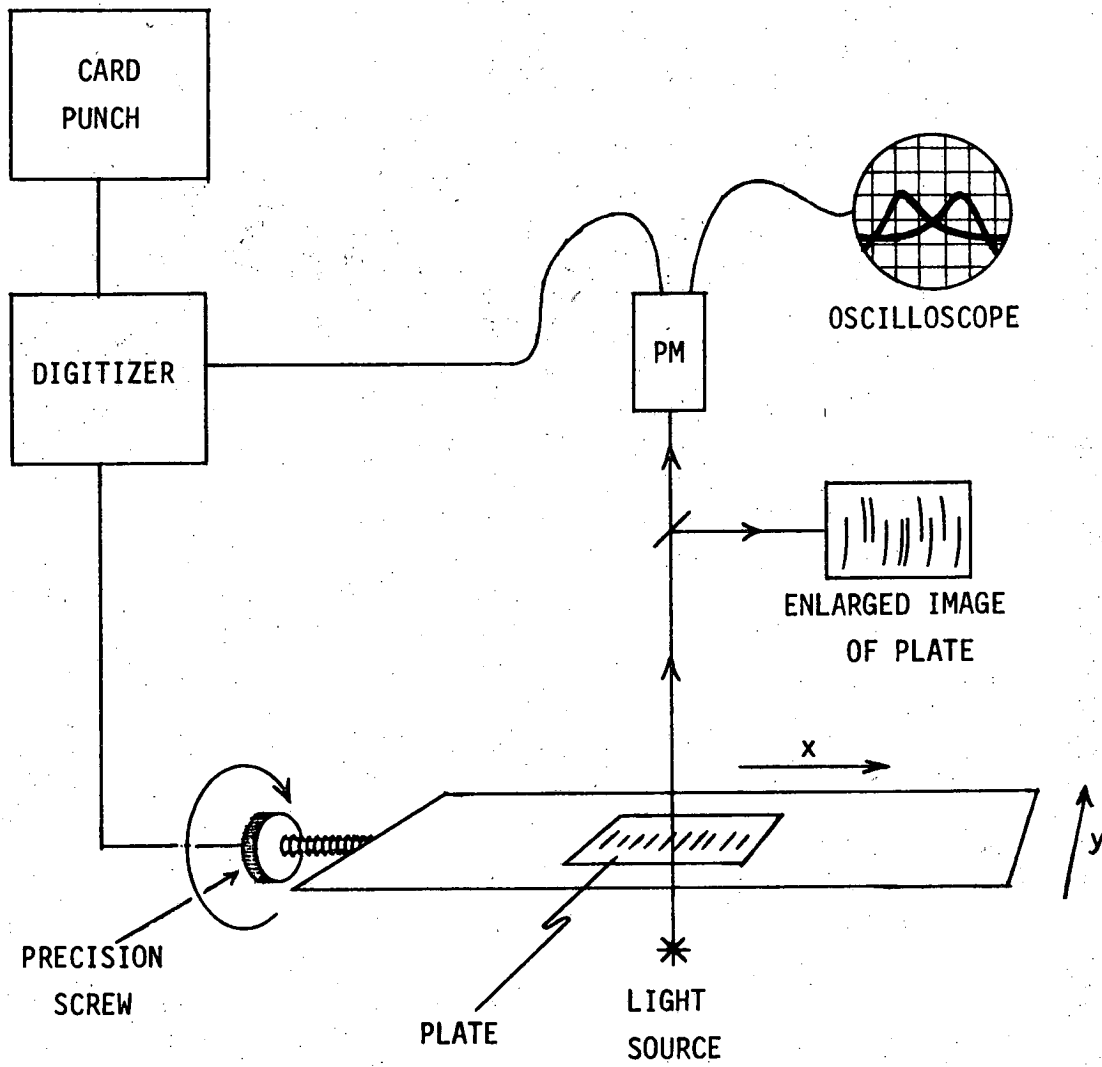 CARD
PUNCH
OSCILLOSCOPE
PM
DIGITIZER
ENLARGED IMAGE
OF PLATE
x
y
PRECISION
SCREW
PLATE
LIGHT
SOURCE